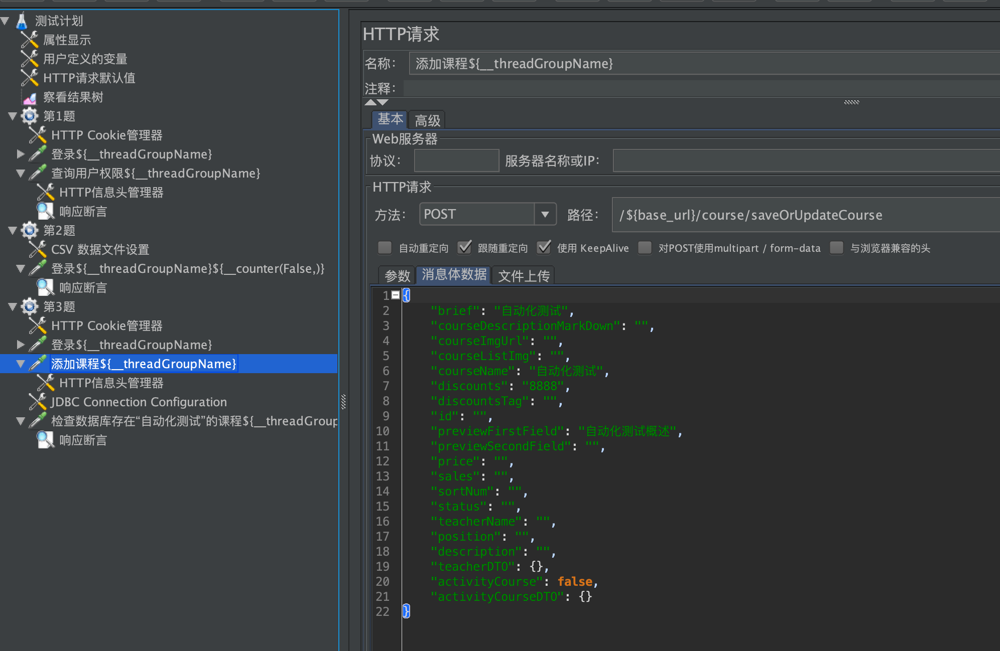 测试计划
属性显示
用户定义的变量
HTTP请求默认值
察看结果树
第1题
HTTP Cookie管理器
登录${__threadGroupName}
查询用户权限${__threadGroupName}
HTTP信息头管理器
响应断言
第2题
CSV 数据文件设置
登录${__threadGroupName}${__counter(False,)}
响应断言
第3题
HTTP Cookie管理器
登录${__threadGroupName}
添加课程${__threadGroupName}
HTTP信息头管理器
JDBC Connection Configuration
检查数据库存在“自动化测试”的课程${__threadGroup
响应断言
HTTP请求
名称： 添加课程${__threadGroupName}
注释：
基本 高级
Web服务器
协议： 服务器名称或IP：
HTTP请求
方法： POST 路径： /${base_url}/course/saveOrUpdateCourse
自动重定向 跟随重定向 使用 KeepAlive 对POST使用multipart / form-data 与浏览器兼容的头
参数 消息体数据 文件上传
1 {
2 "brief": "自动化测试",
3 "courseDescriptionMarkDown": "",
4 "courseImgUrl": "",
5 "courseListImg": "",
6 "courseName": "自动化测试",
7 "discounts": "8888",
8 "discountsTag": "",
9 "id": "",
10 "previewFirstField": "自动化测试概述",
11 "previewSecondField": "",
12 "price": "",
13 "sales": "",
14 "sortNum": "",
15 "status": "",
16 "teacherName": "",
17 "position": "",
18 "description": "",
19 "teacherDTO": {},
20 "activityCourse": false,
21 "activityCourseDTO": {}
22 }